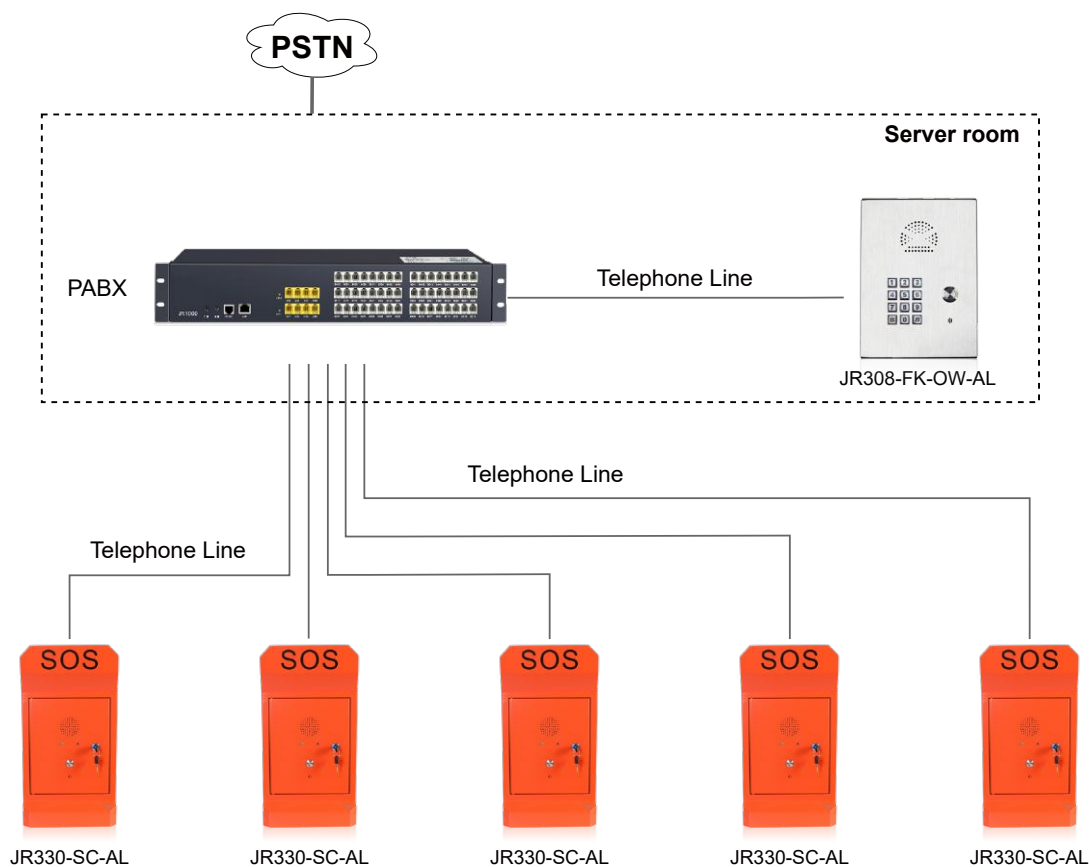 PSTN
Server room
PABX
Telephone Line
JR308-FK-OW-AL
Telephone Line
Telephone Line
SOS
SOS
SOS
SOS
SOS
JR330-SC-AL
JR330-SC-AL
JR330-SC-AL
JR330-SC-AL
JR330-SC-AL